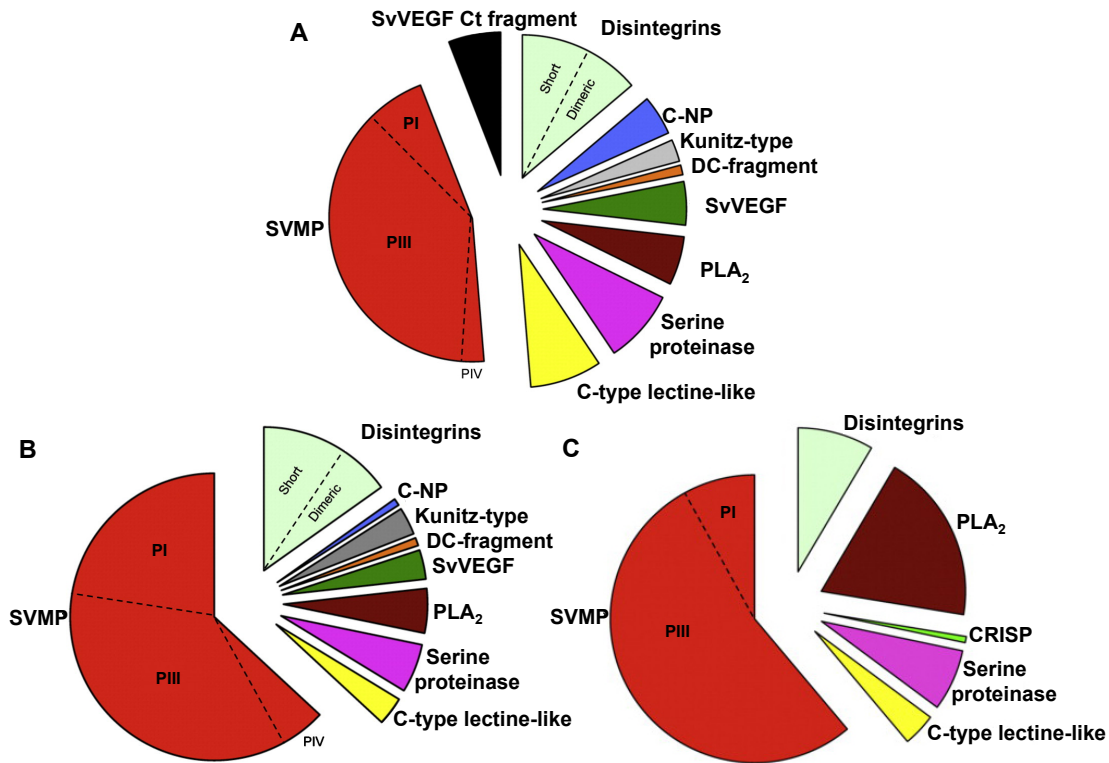 A
SvVEGF Ct fragment
Disintegrins
Short
Dimeric
C-NP
Kunitz-type
DC-fragment
SvVEGF
PLA₂
Serine
proteinase
C-type lectine-like
PI
SVMP
PIII
PIV
B
Disintegrins
Short
Dimeric
C-NP
Kunitz-type
DC-fragment
SvVEGF
PLA₂
Serine
proteinase
C-type lectine-like
PI
SVMP
PIII
PIV
C
Disintegrins
PLA₂
CRISP
Serine
proteinase
C-type lectine-like
PI
SVMP
PIII